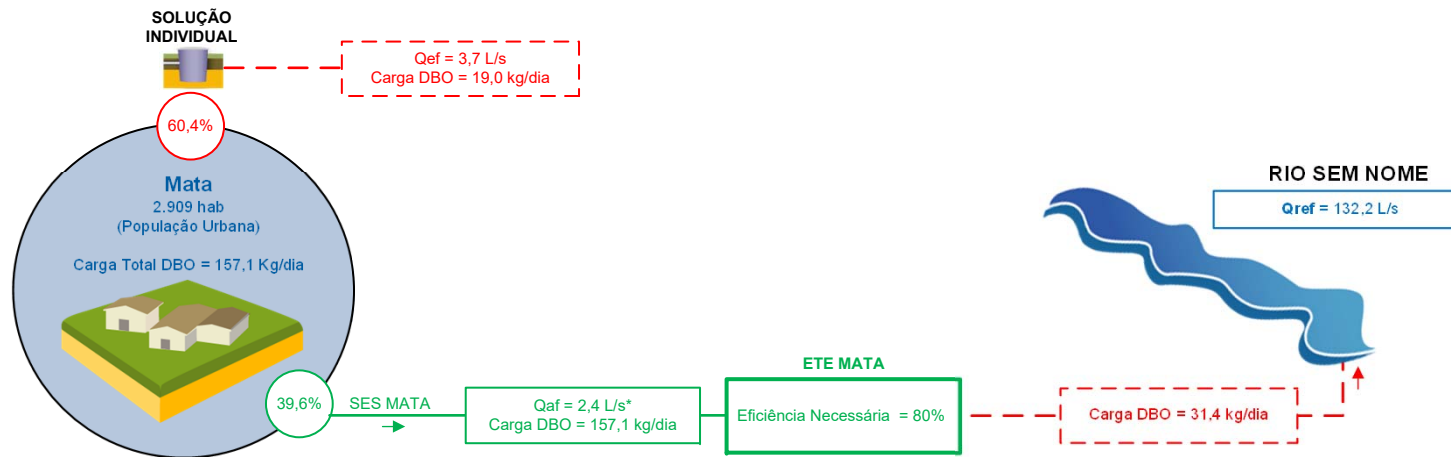 SOLUÇÃO
INDIVIDUAL
Qef = 3,7 L/s
Carga DBO = 19,0 kg/dia
60,4%
Mata
2.909 hab
(População Urbana)
Carga Total DBO = 157,1 Kg/dia
39,6%
SES MATA
Qaf = 2,4 L/s*
Carga DBO = 157,1 kg/dia
ETE MATA
Eficiência Necessária = 80%
Carga DBO = 31,4 kg/dia
RIO SEM NOME
Qref = 132,2 L/s